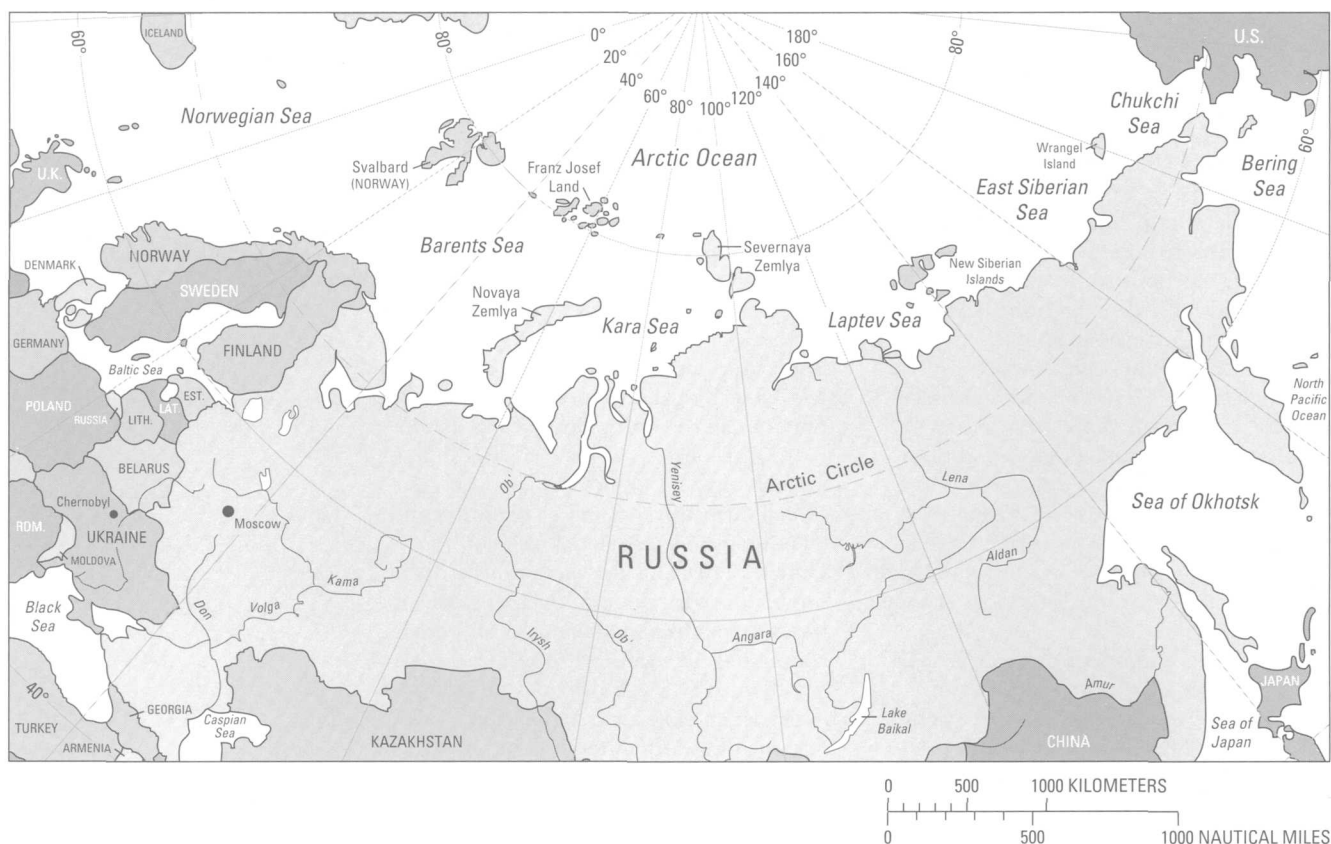 ICELAND
60°
80°
0°
20°
40°
60°
80°
100°
120°
140°
160°
180°
80°
U.S.
60°
Norwegian Sea
Chukchi
Sea
Wrangel
Island
Bering
Sea
Arctic Ocean
Svalbard
(NORWAY)
Franz Josef
Land
U.K.
East Siberian
Sea
Barents Sea
Severnaya
Zemlya
NORWAY
DENMARK
SWEDEN
New Siberian
Islands
Novaya
Zemlya
Kara Sea
Laptev Sea
GERMANY
FINLAND
Baltic Sea
POLAND
RUSSIA
LITH.
LAT.
EST.
North
Pacific
Ocean
BELARUS
Ob'
Yenisey
Arctic Circle
Lena
Chernobyl
Moscow
Sea of Okhotsk
ROM.
UKRAINE
MOLDOVA
RUSSIA
Aldan
Kama
Black
Sea
Don
Volga
Irysh
Ob'
Angara
40°
GEORGIA
Caspian
Sea
TURKEY
ARMENIA
KAZAKHSTAN
Lake
Baikal
Amur
CHINA
JAPAN
Sea of
Japan
0 500 1000 KILOMETERS
0 500 1000 NAUTICAL MILES